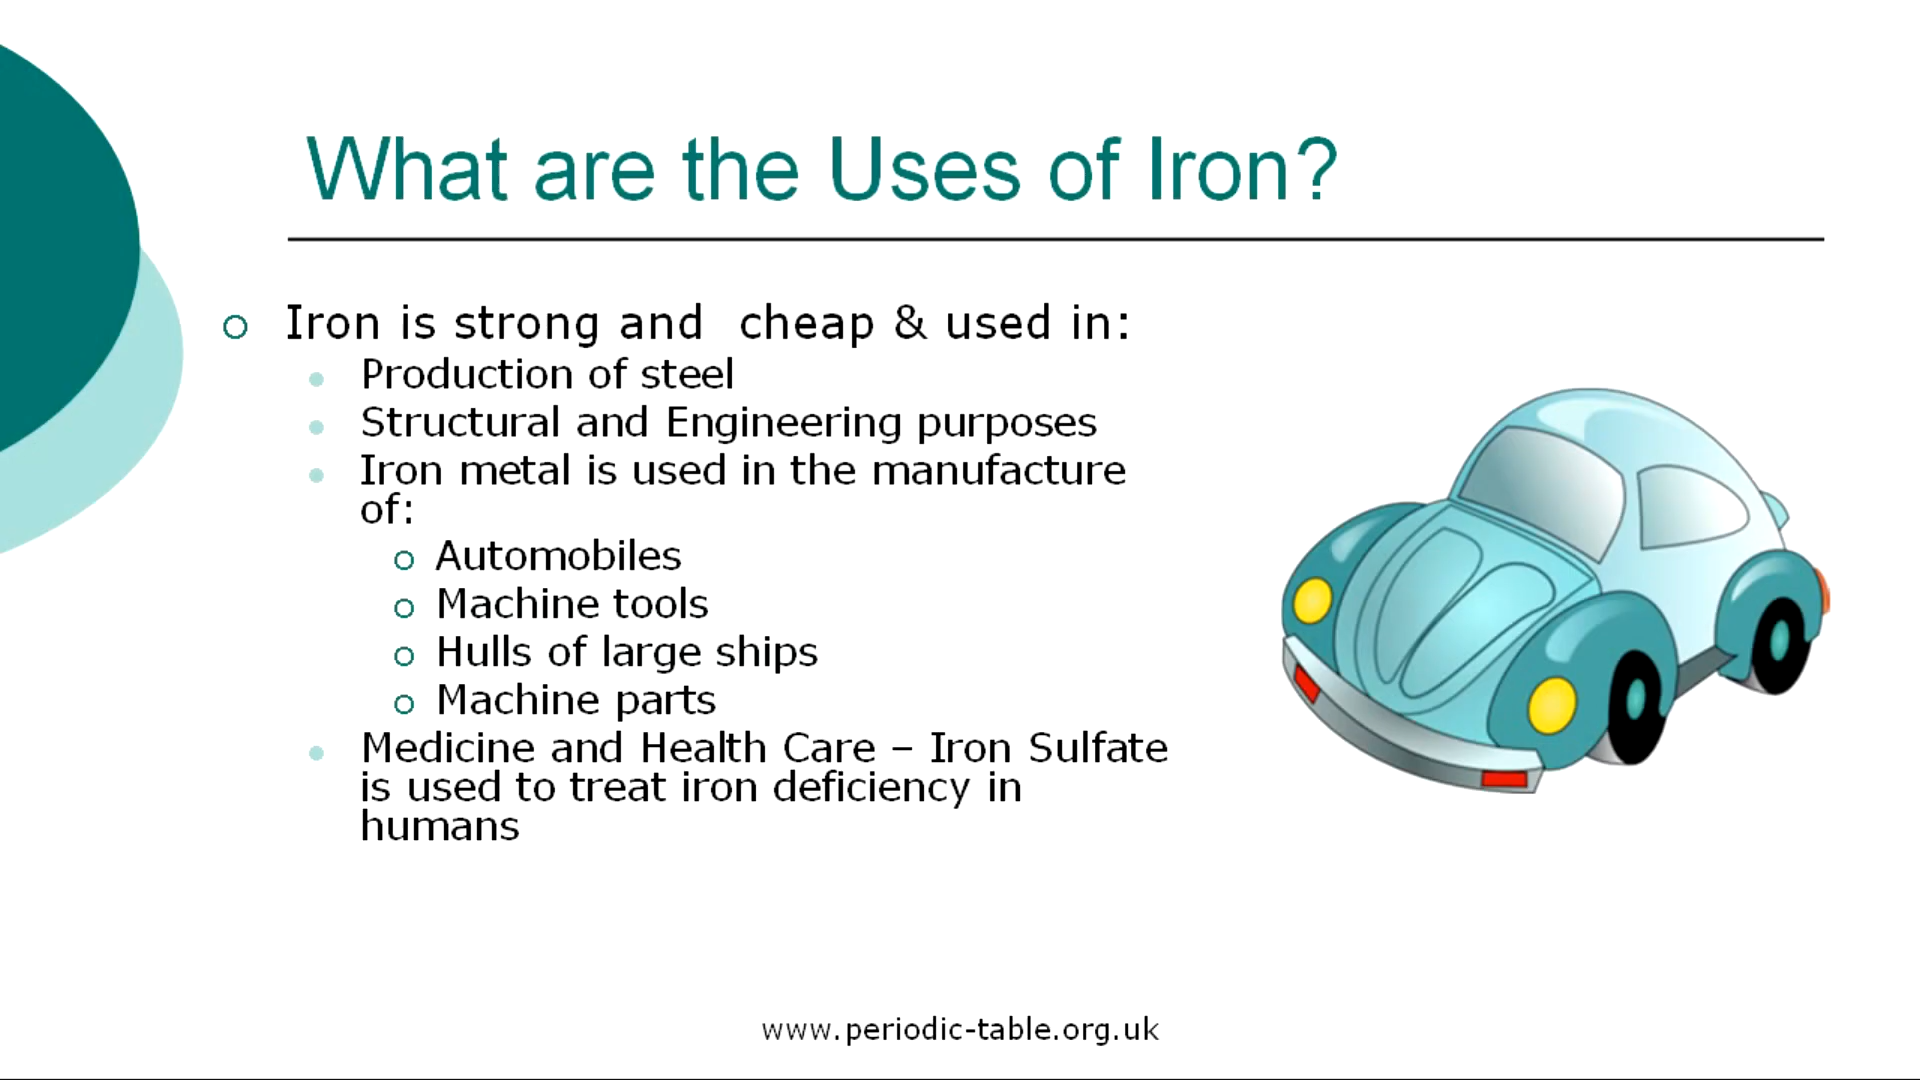 What are the Uses of Iron?
Iron is strong and  cheap & used in:
Production of steel
Structural and Engineering purposes
Iron metal is used in the manufacture
of:
Automobiles
Machine tools
Hulls of large ships
Machine parts
Medicine and Health Care – Iron Sulfate
is used to treat iron deficiency in
humans
www.periodic-table.org.uk